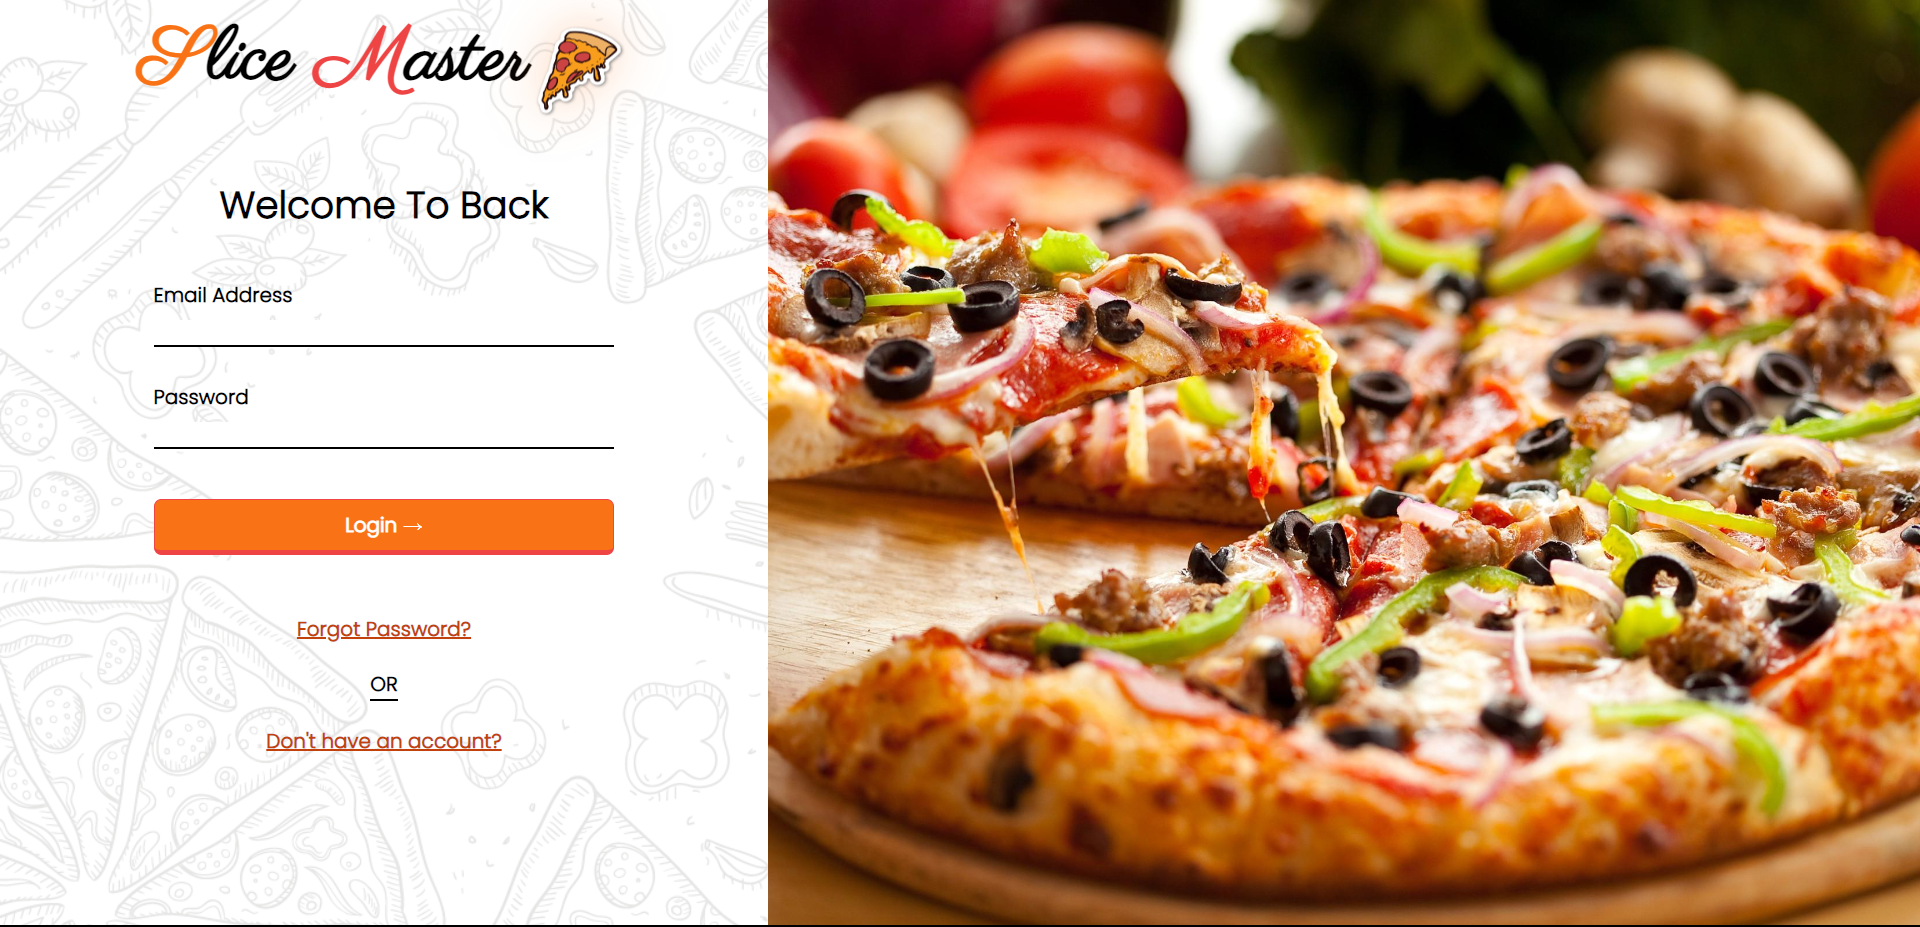 Slice Master
Welcome To Back
Email Address
Password
Login →
Forgot Password?
OR
Don't have an account?